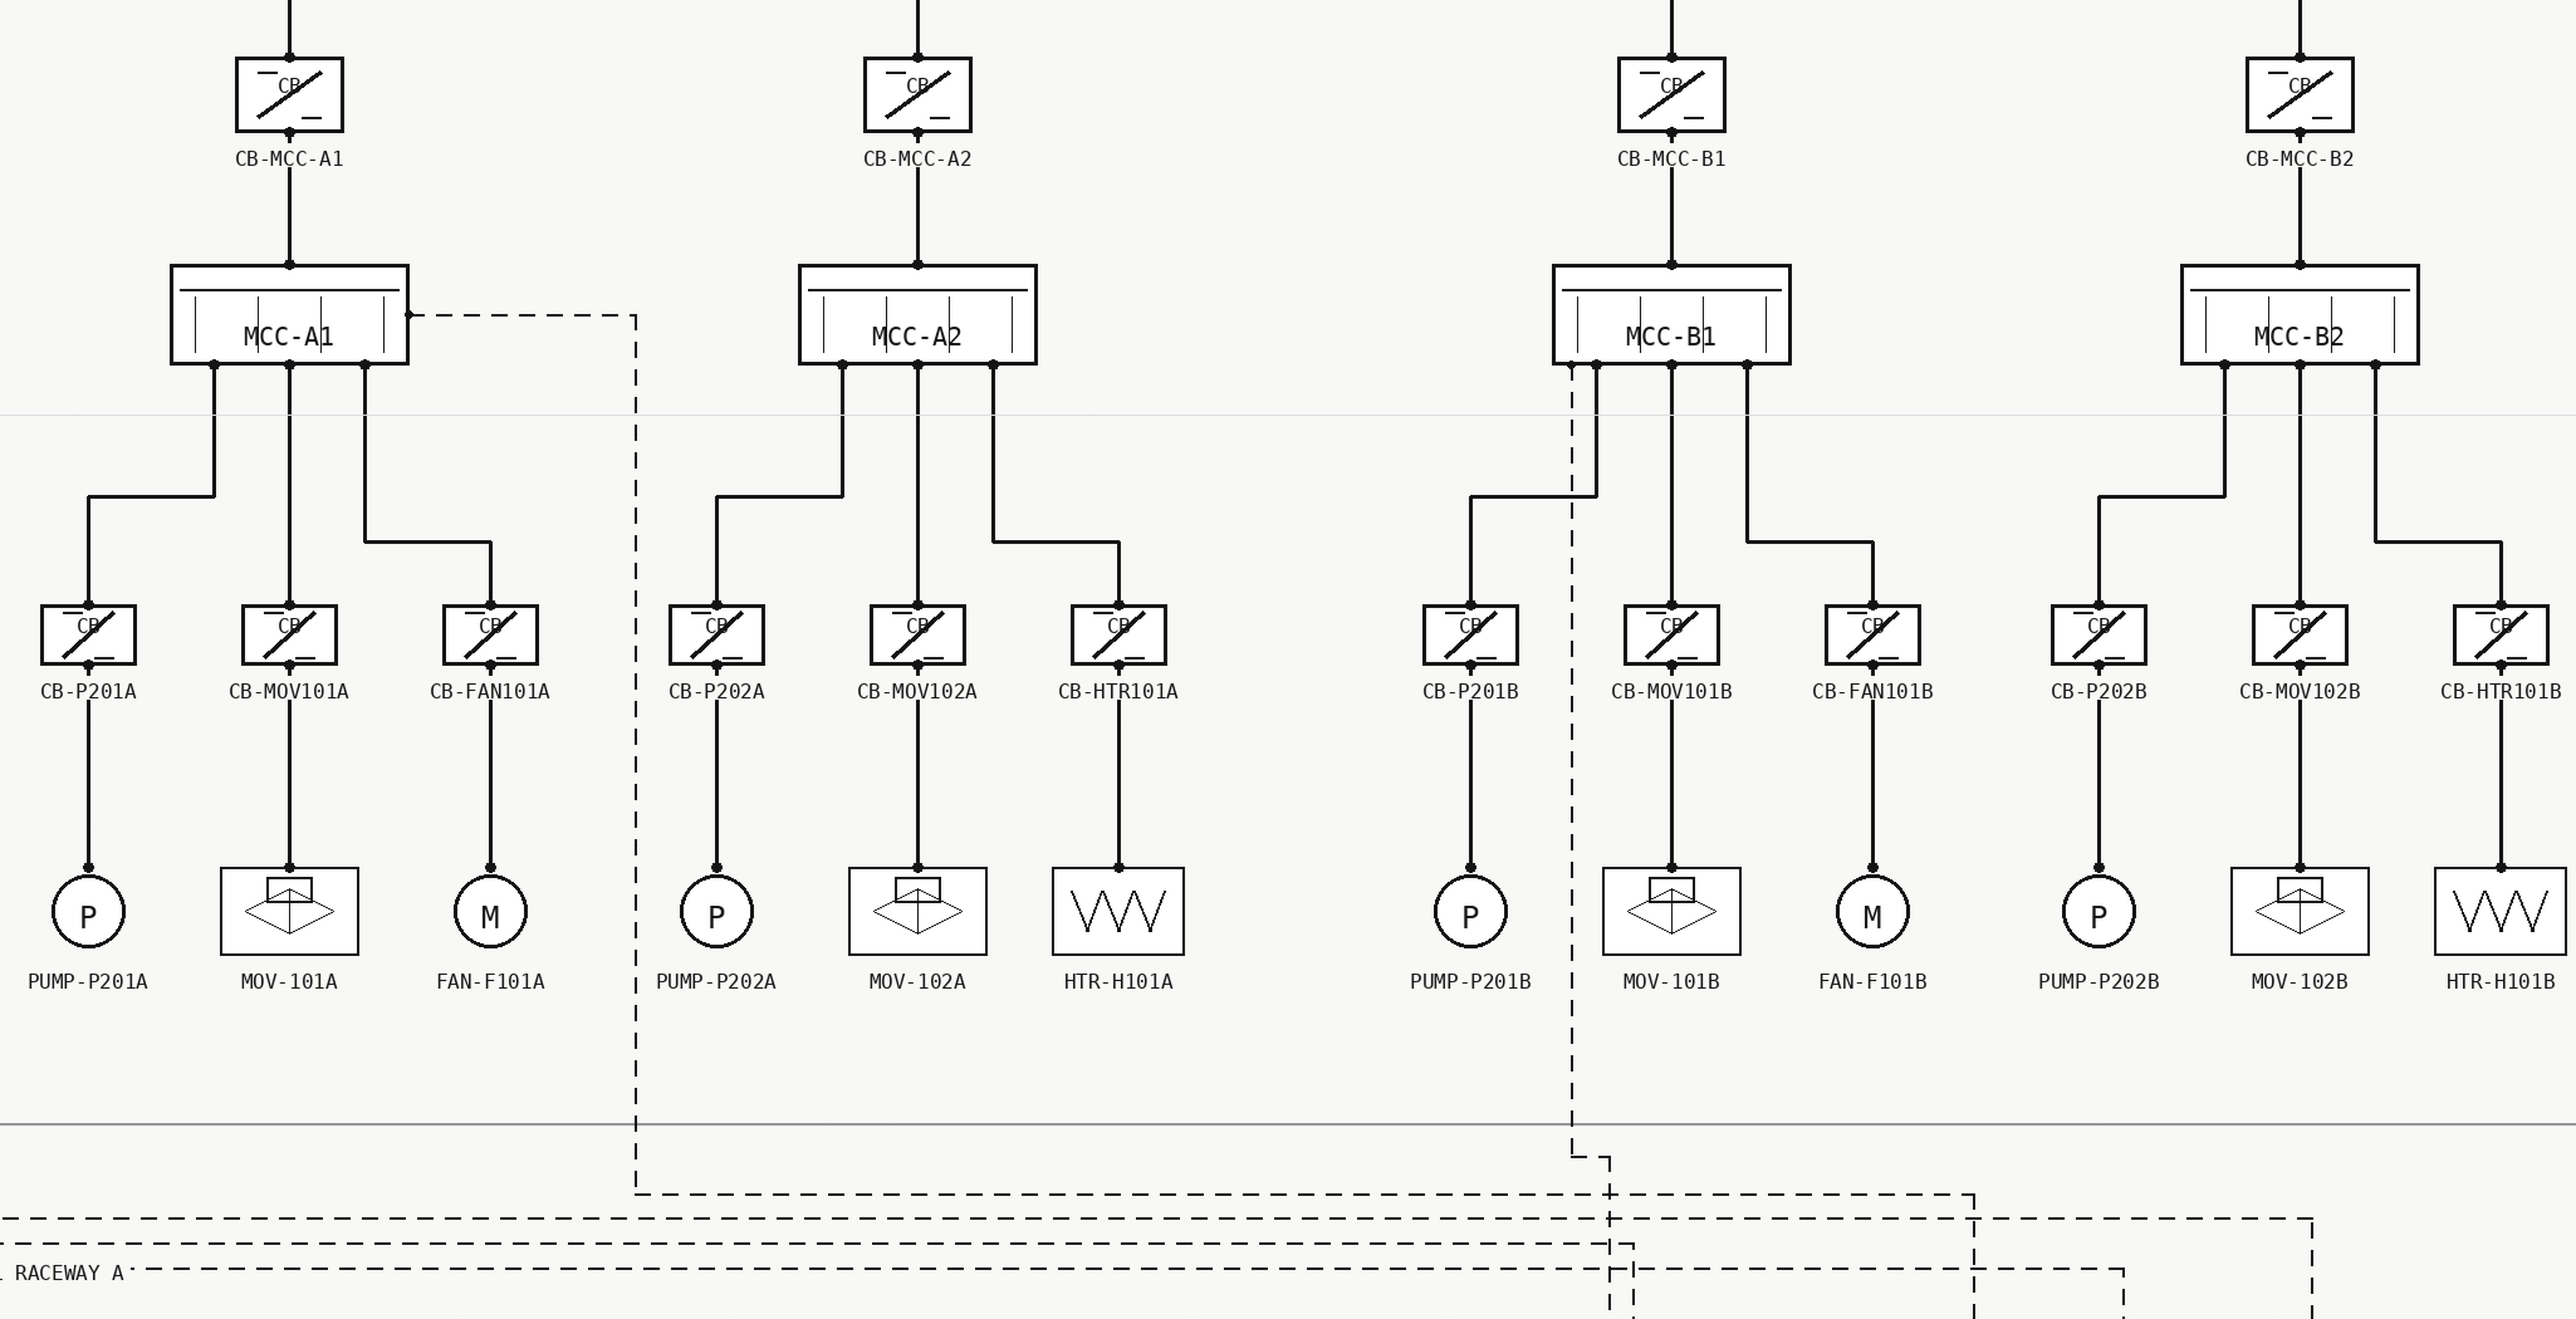 CB CB CB CB
CB-MCC-A1 CB-MCC-A2 CB-MCC-B1 CB-MCC-B2
MCC-A1 MCC-A2 MCC-B1 MCC-B2
CB CB CB CB CB CB CB CB CB CB CB CB
CB-P201A CB-MOV101A CB-FAN101A CB-P202A CB-MOV102A CB-HTR101A CB-P201B CB-MOV101B CB-FAN101B CB-P202B CB-MOV102B CB-HTR101B
P M P P M P
PUMP-P201A MOV-101A FAN-F101A PUMP-P202A MOV-102A HTR-H101A PUMP-P201B MOV-101B FAN-F101B PUMP-P202B MOV-102B HTR-H101B
RACEWAY A